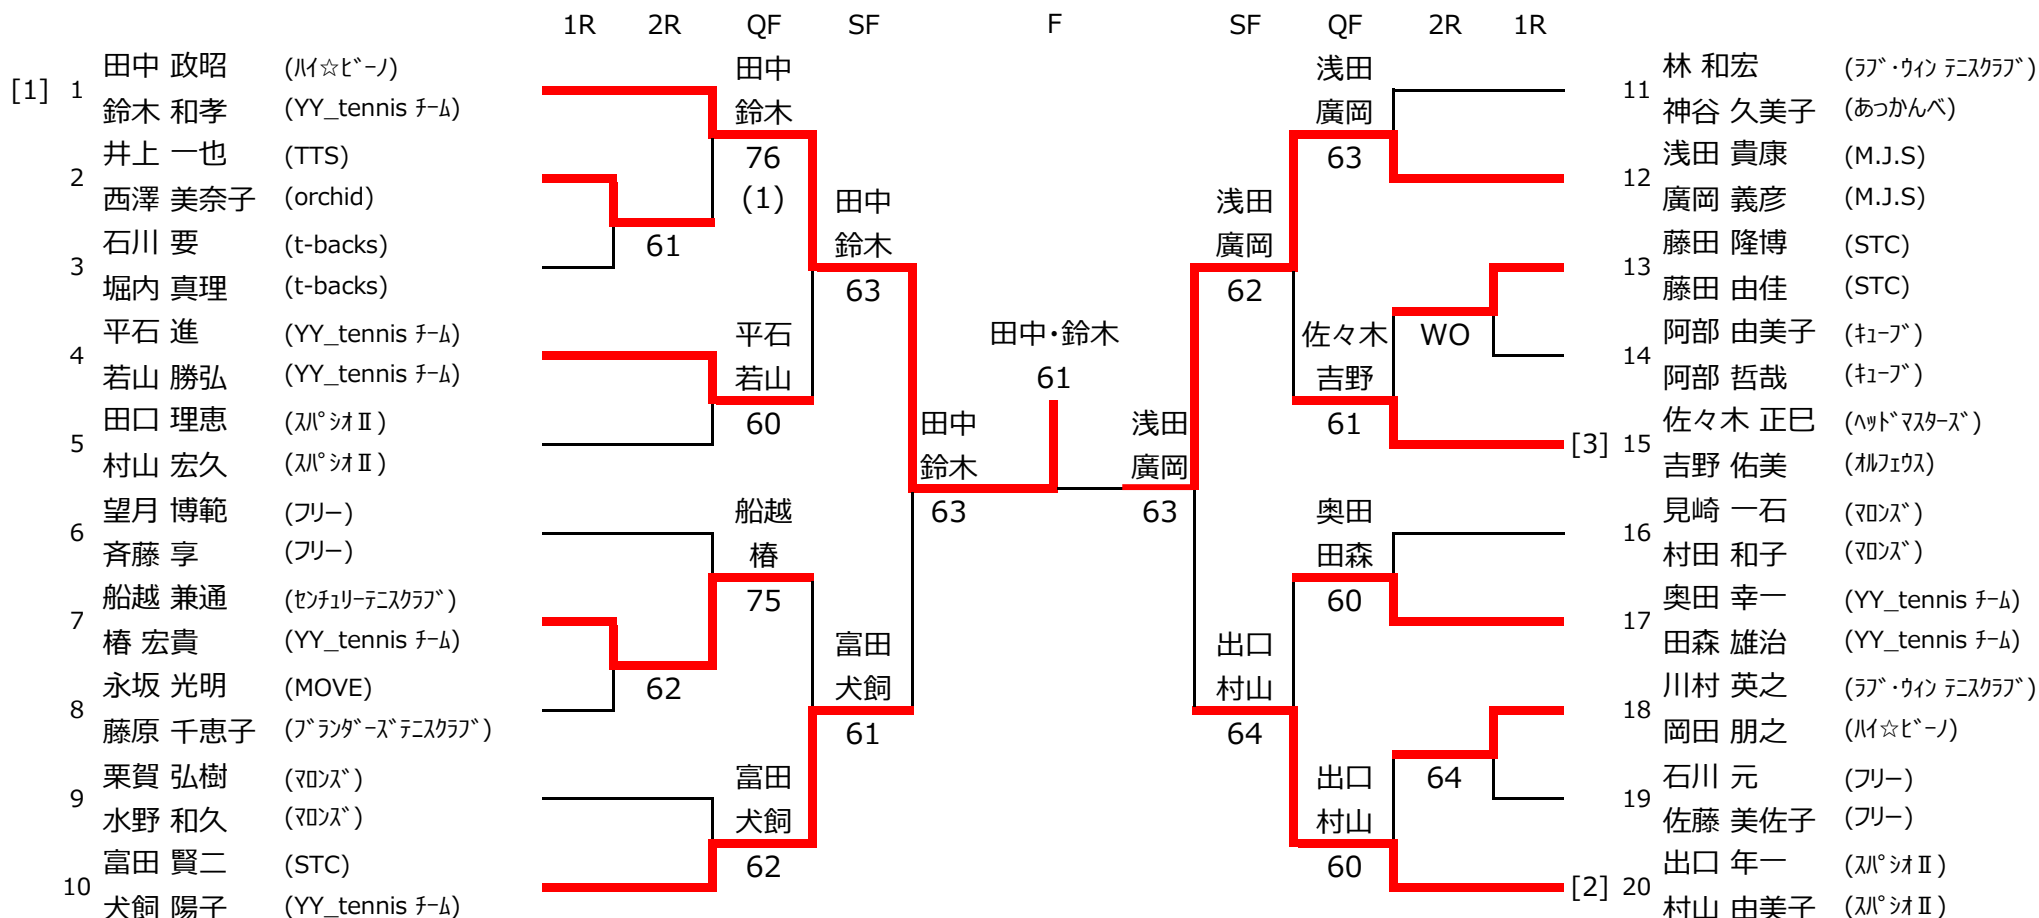 1R 2R QF SF F SF QF 2R 1R
[1] 1 田中 政昭 (ﾊｲ☆ﾋﾞｰﾉ)
鈴木 和孝 (YY_tennis ﾁｰﾑ)
2 井上 一也 (TTS)
西澤 美奈子 (orchid)
3 石川 要 (t-backs)
堀内 真理 (t-backs)
4 平石 進 (YY_tennis ﾁｰﾑ)
若山 勝弘 (YY_tennis ﾁｰﾑ)
5 田口 理恵 (ｽﾊﾟｼｵⅡ)
村山 宏久 (ｽﾊﾟｼｵⅡ)
6 望月 博範 (フリー)
斉藤 享 (フリー)
7 船越 兼通 (ｾﾝﾁｭﾘｰﾃﾆｽｸﾗﾌﾞ)
椿 宏貴 (YY_tennis ﾁｰﾑ)
8 永坂 光明 (MOVE)
藤原 千恵子 (ﾌﾞﾗﾝﾀﾞｰｽﾞﾃﾆｽｸﾗﾌﾞ)
9 栗賀 弘樹 (ﾏﾛﾝｽﾞ)
水野 和久 (ﾏﾛﾝｽﾞ)
10 富田 賢二 (STC)
犬飼 陽子 (YY_tennis ﾁｰﾑ)
61
62
田中
鈴木
76
(1)
平石
若山
60
船越
椿
75
富田
犬飼
62
田中
鈴木
63
富田
犬飼
61
田中
鈴木
63
田中・鈴木
61
浅田
廣岡
63
浅田
廣岡
62
出口
村山
64
浅田
廣岡
63
佐々木
吉野
61
奥田
田森
60
出口
村山
60
WO
64
11 林 和宏 (ﾗﾌﾞ･ｳｨﾝ ﾃﾆｽｸﾗﾌﾞ)
神谷 久美子 (あっかんべ)
12 浅田 貴康 (M.J.S)
廣岡 義彦 (M.J.S)
13 藤田 隆博 (STC)
藤田 由佳 (STC)
14 阿部 由美子 (ｷｭｰﾌﾞ)
阿部 哲哉 (ｷｭｰﾌﾞ)
[3] 15 佐々木 正巳 (ﾍｯﾄﾞﾏｽﾀｰｽﾞ)
吉野 佑美 (ｵﾙﾌｪｳｽ)
16 見崎 一石 (ﾏﾛﾝｽﾞ)
村田 和子 (ﾏﾛﾝｽﾞ)
17 奥田 幸一 (YY_tennis ﾁｰﾑ)
田森 雄治 (YY_tennis ﾁｰﾑ)
18 川村 英之 (ﾗﾌﾞ･ｳｨﾝ ﾃﾆｽｸﾗﾌﾞ)
岡田 朋之 (ﾊｲ☆ﾋﾞｰﾉ)
19 石川 元 (フリー)
佐藤 美佐子 (フリー)
[2] 20 出口 年一 (ｽﾊﾟｼｵⅡ)
村山 由美子 (ｽﾊﾟｼｵⅡ)